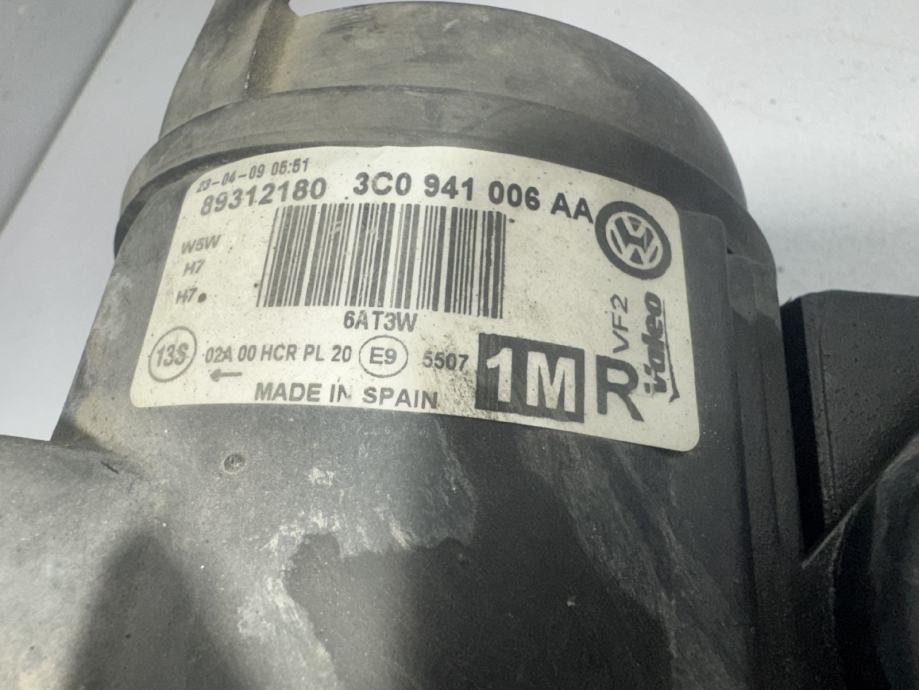 23-04-09 05:51
89312180 3C0 941 006 AA
W5W
H7
H7
6AT3W
13S 02A 00 HCR PL 20 E9 5507 1M R
←
MADE IN SPAIN
VF2
Valeo